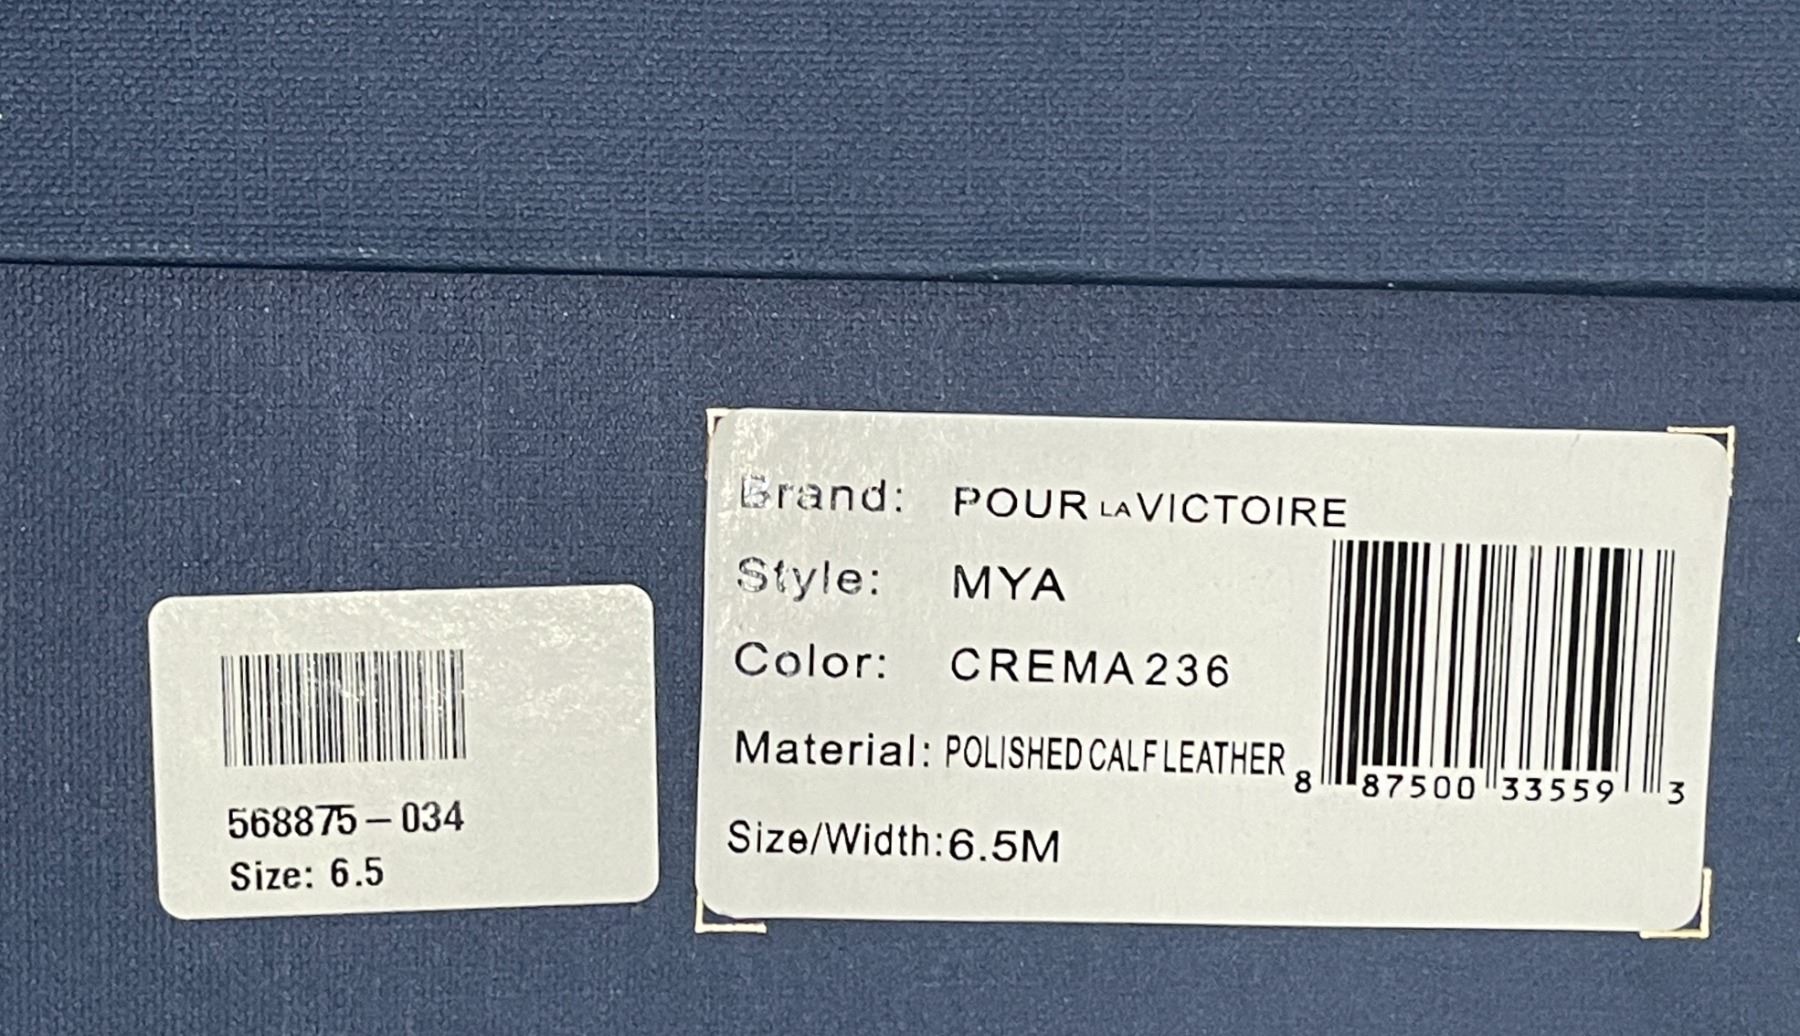 Brand: POUR LA VICTOIRE
Style: MYA
Color: CREMA 236
Material: POLISHED CALF LEATHER
Size/Width: 6.5M
8 87500 33559 3
568875-034
Size: 6.5